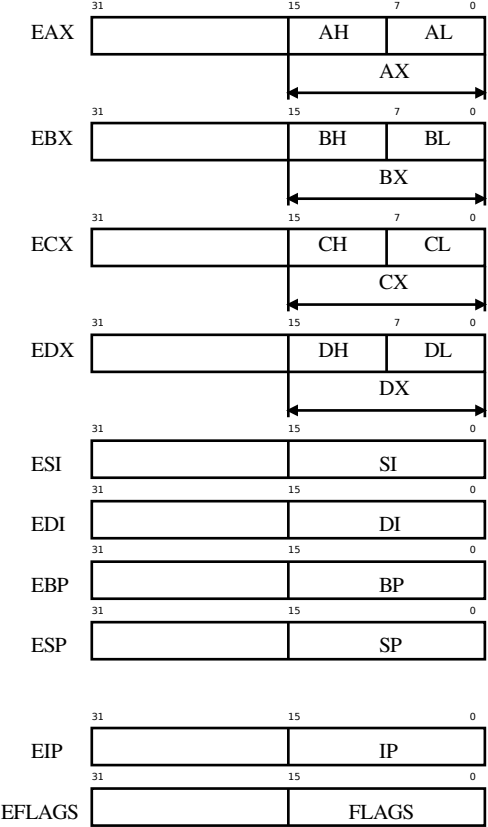 31 15 7 0
EAX AH AL
AX
31 15 7 0
EBX BH BL
BX
31 15 7 0
ECX CH CL
CX
31 15 7 0
EDX DH DL
DX
31 15 0
ESI SI
31 15 0
EDI DI
31 15 0
EBP BP
31 15 0
ESP SP
31 15 0
EIP IP
31 15 0
EFLAGS FLAGS